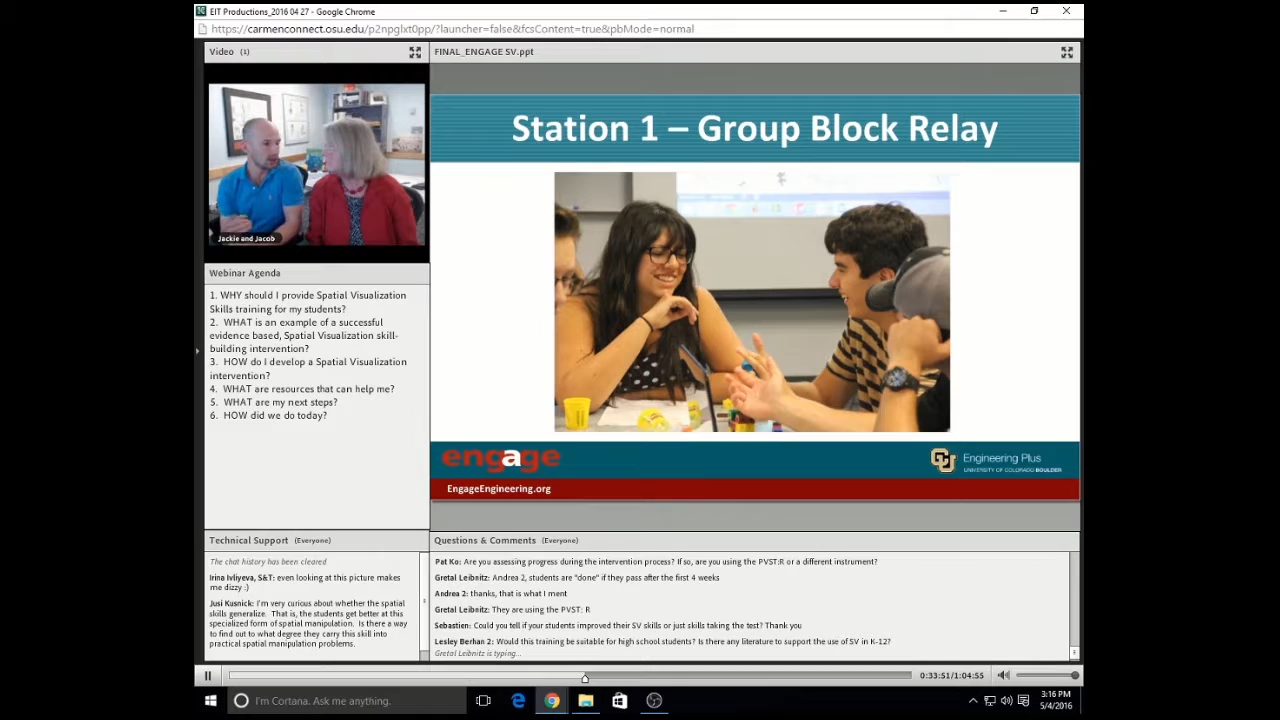 EIT Productions_2016 04 27 - Google Chrome
https://carmenconnect.osu.edu/p2npglxt0pp/?launcher=false&fcsContent=true&pbMode=normal
Video (1)
Jackie and Jacob
Webinar Agenda
1. WHY should I provide Spatial Visualization
Skills training for my students?
2. WHAT is an example of a successful
evidence based, Spatial Visualization skill-
building intervention?
3. HOW do I develop a Spatial Visualization
intervention?
4. WHAT are resources that can help me?
5. WHAT are my next steps?
6. HOW did we do today?
Technical Support (Everyone)
The chat history has been cleared
Irina Ivliyeva, S&T: even looking at this picture makes
me dizzy :)
Jusi Kusnick: I'm very curious about whether the spatial
skills generalize. That is, the students get better at this
specialized form of spatial manipulation. Is there a way
to find out to what degree they carry this skill into
practical spatial manipulation problems.
FINAL_ENGAGE SV.ppt
Station 1 – Group Block Relay
engage
EngageEngineering.org
CU Engineering Plus
UNIVERSITY OF COLORADO BOULDER
Questions & Comments (Everyone)
Pat Ko: Are you assessing progress during the intervention process? If so, are you using the PVST:R or a different instrument?
Gretal Leibnitz: Andrea 2, students are "done" if they pass after the first 4 weeks
Andrea 2: thanks, that is what I ment
Gretal Leibnitz: They are using the PVST: R
Sebastien: Could you tell if your students improved their SV skills or just skills taking the test? Thank you
Lesley Berhan 2: Would this training be suitable for high school students? Is there any literature to support the use of SV in K-12?
Gretal Leibnitz is typing...
0:33:51/1:04:55
I'm Cortana. Ask me anything.
3:16 PM
5/4/2016